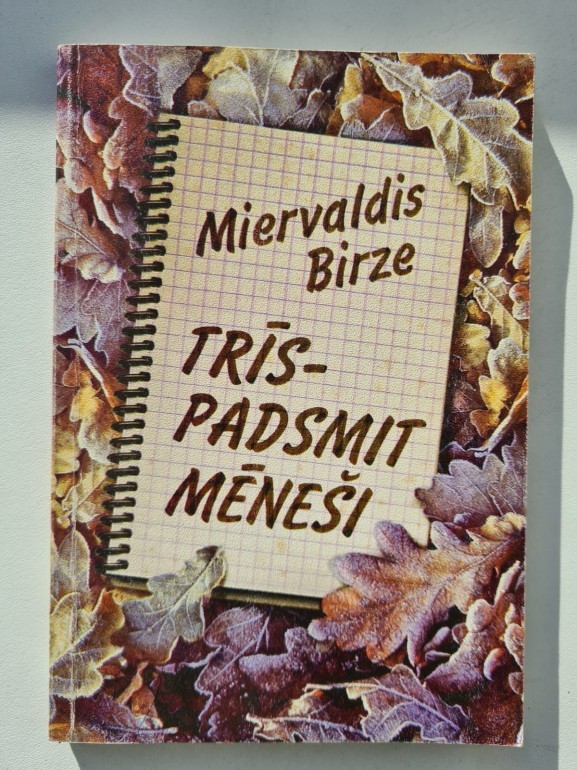 Miervaldis
Birze
TRĪS-
PADSMIT
MĒNEŠI